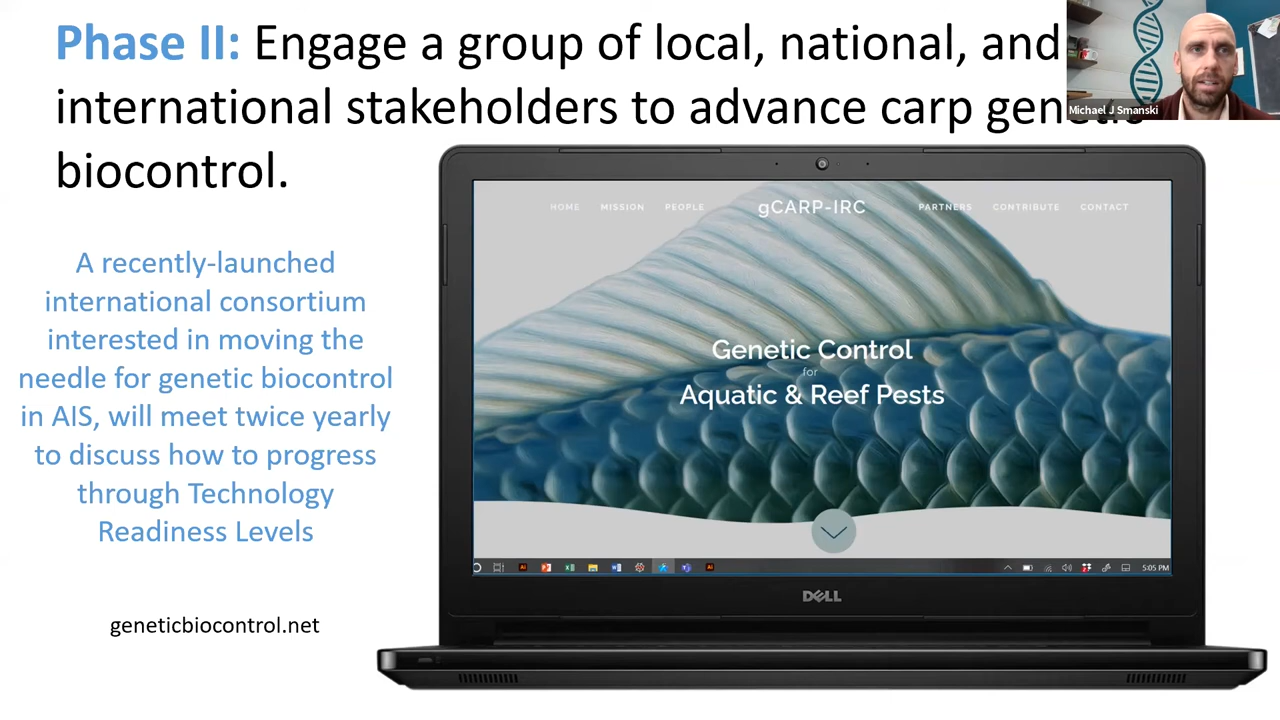 Phase II: Engage a group of local, national, and
international stakeholders to advance carp genetic
biocontrol.
Michael J Smanski
A recently-launched
international consortium
interested in moving the
needle for genetic biocontrol
in AIS, will meet twice yearly
to discuss how to progress
through Technology
Readiness Levels
geneticbiocontrol.net
HOME MISSION PEOPLE gCARP-IRC PARTNERS CONTRIBUTE CONTACT
Genetic Control
for
Aquatic & Reef Pests
5:05 PM
DELL